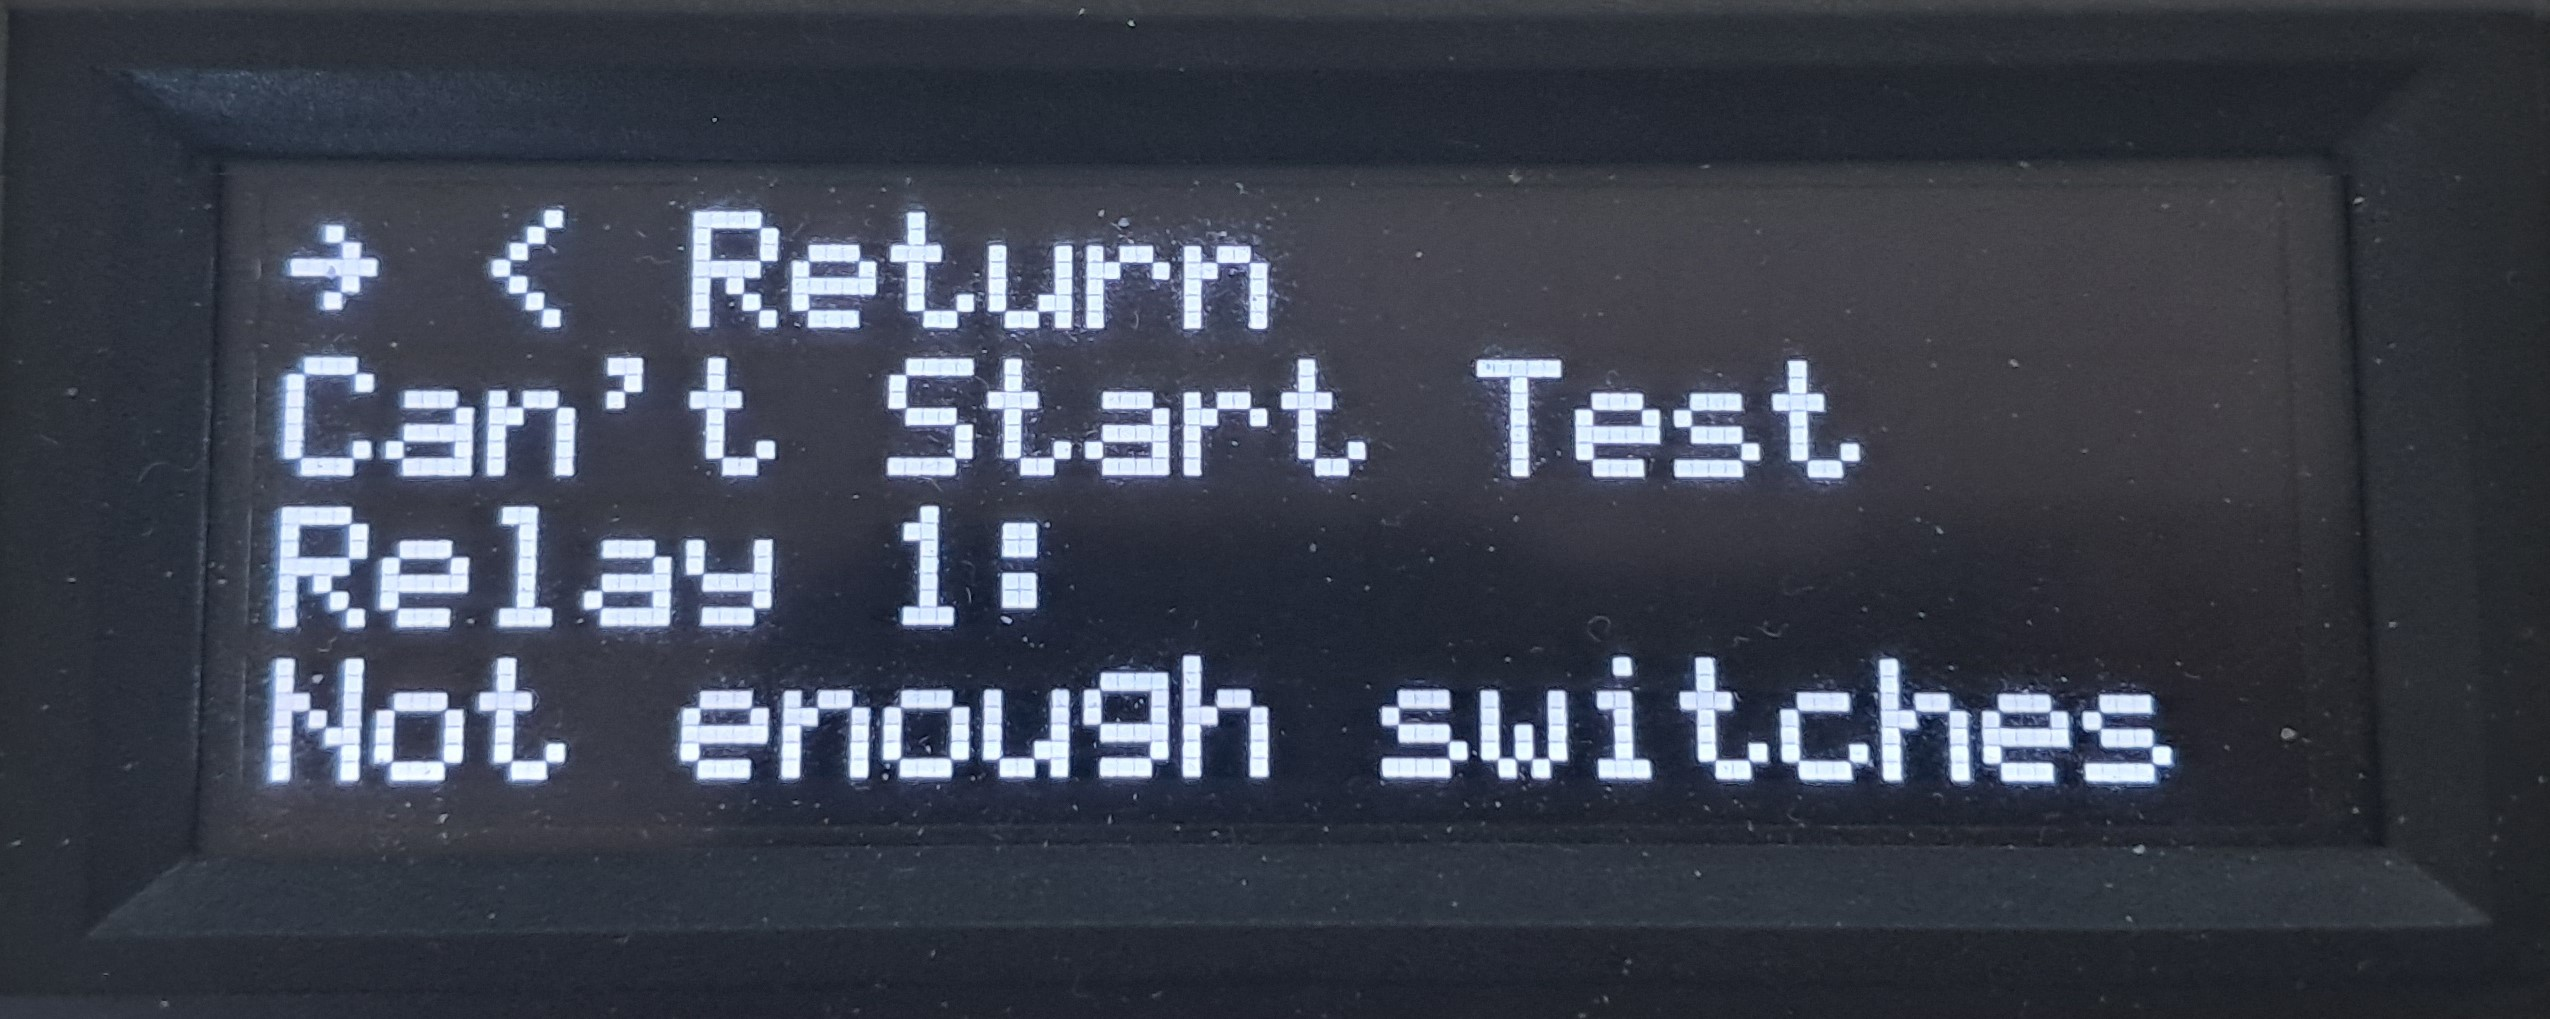 → < Return
Can't Start Test
Relay 1:
Not enough switches